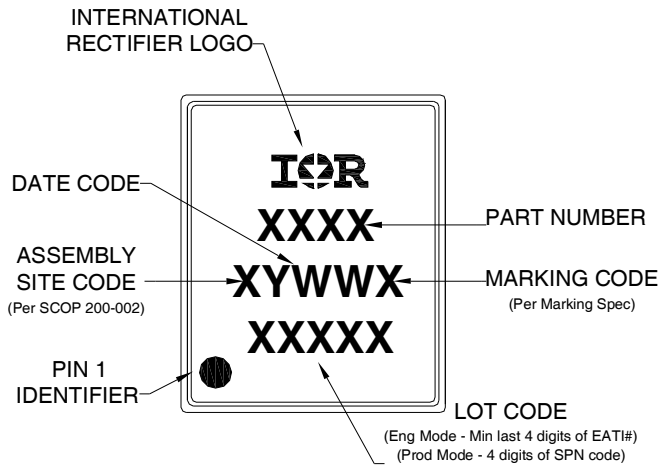 INTERNATIONAL
RECTIFIER LOGO
IOR
DATE CODE
XXXX
PART NUMBER
ASSEMBLY
SITE CODE
(Per SCOP 200-002)
XYWWX
MARKING CODE
(Per Marking Spec)
XXXXX
PIN 1
IDENTIFIER
LOT CODE
(Eng Mode - Min last 4 digits of EATI#)
(Prod Mode - 4 digits of SPN code)